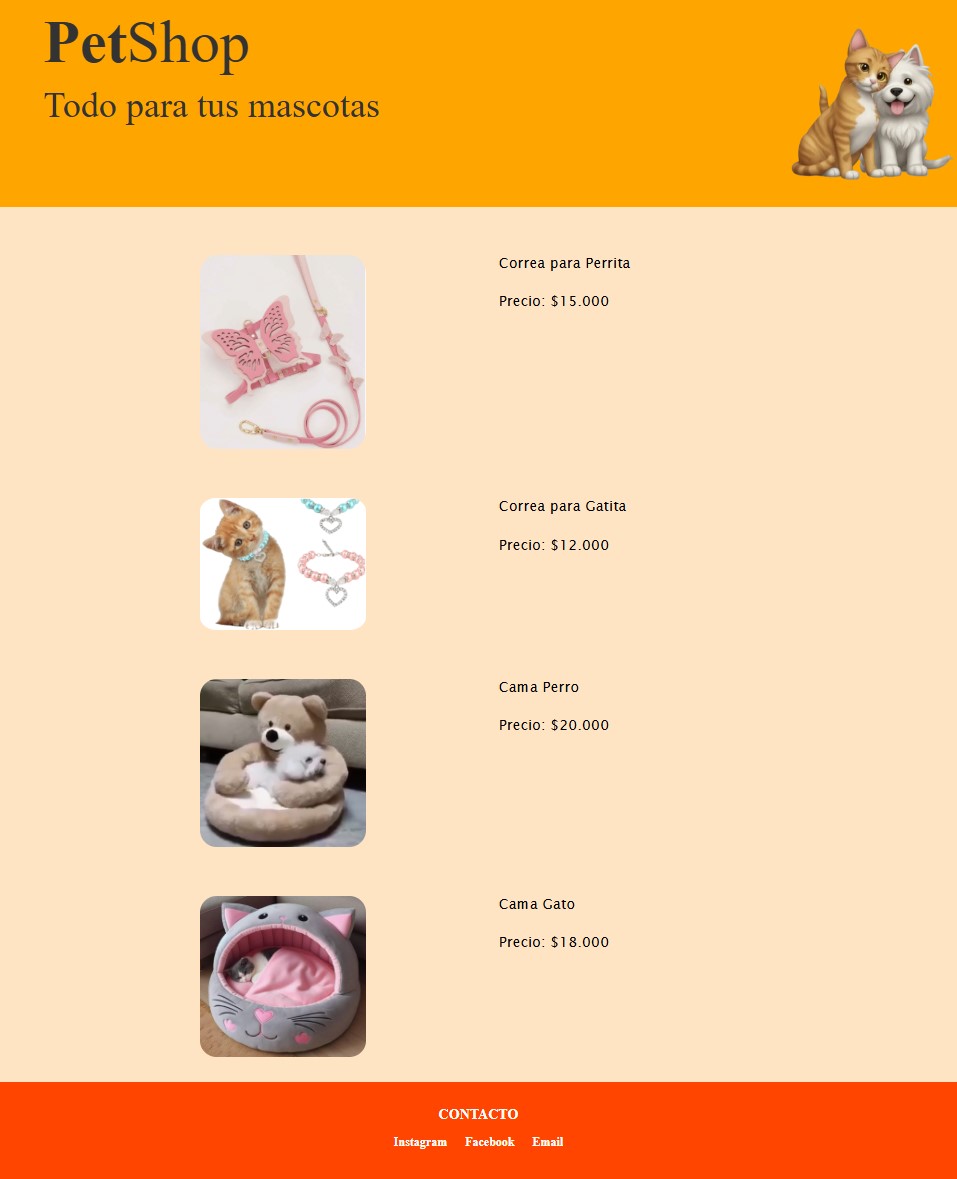 PetShop
Todo para tus mascotas
Correa para Perrita
Precio: $15.000
Correa para Gatita
Precio: $12.000
Cama Perro
Precio: $20.000
Cama Gato
Precio: $18.000
CONTACTO
Instagram Facebook Email